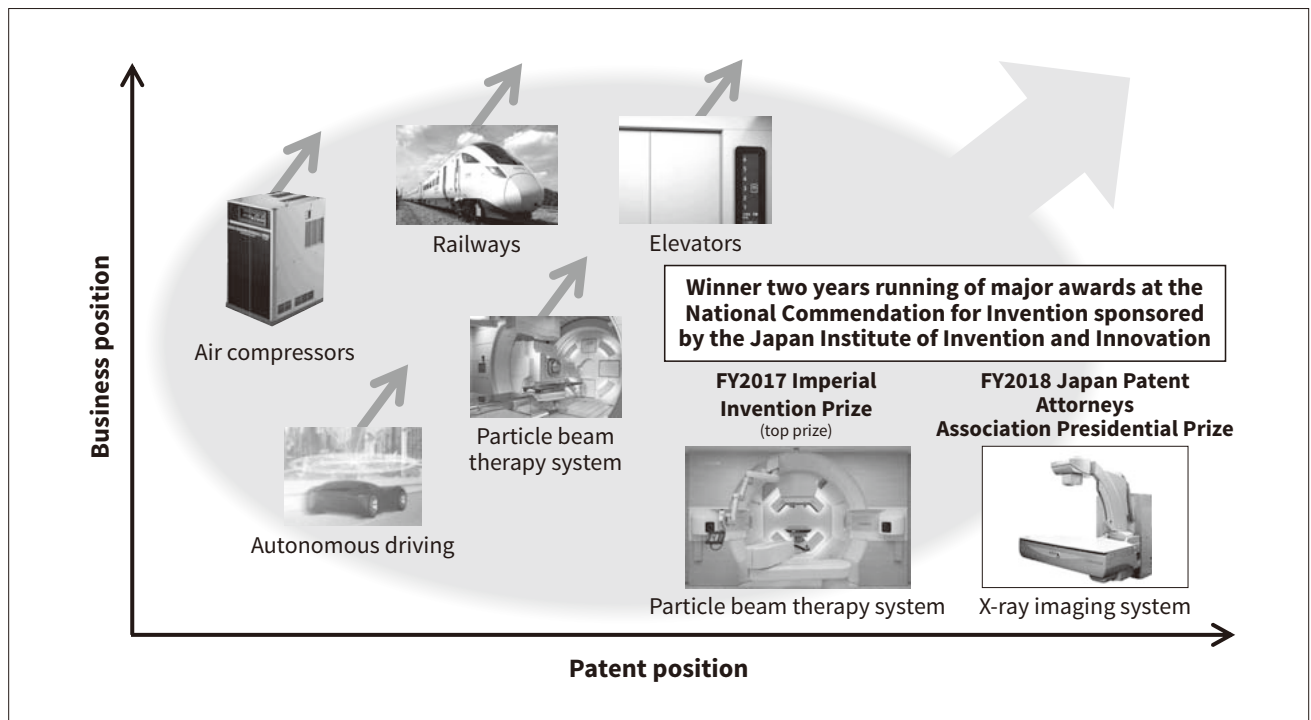 Business position
Air compressors
Railways
Elevators
Autonomous driving
Particle beam
therapy system
Winner two years running of major awards at the
National Commendation for Invention sponsored
by the Japan Institute of Invention and Innovation
FY2017 Imperial
Invention Prize
(top prize)
Particle beam therapy system
FY2018 Japan Patent
Attorneys
Association Presidential Prize
X-ray imaging system
Patent position